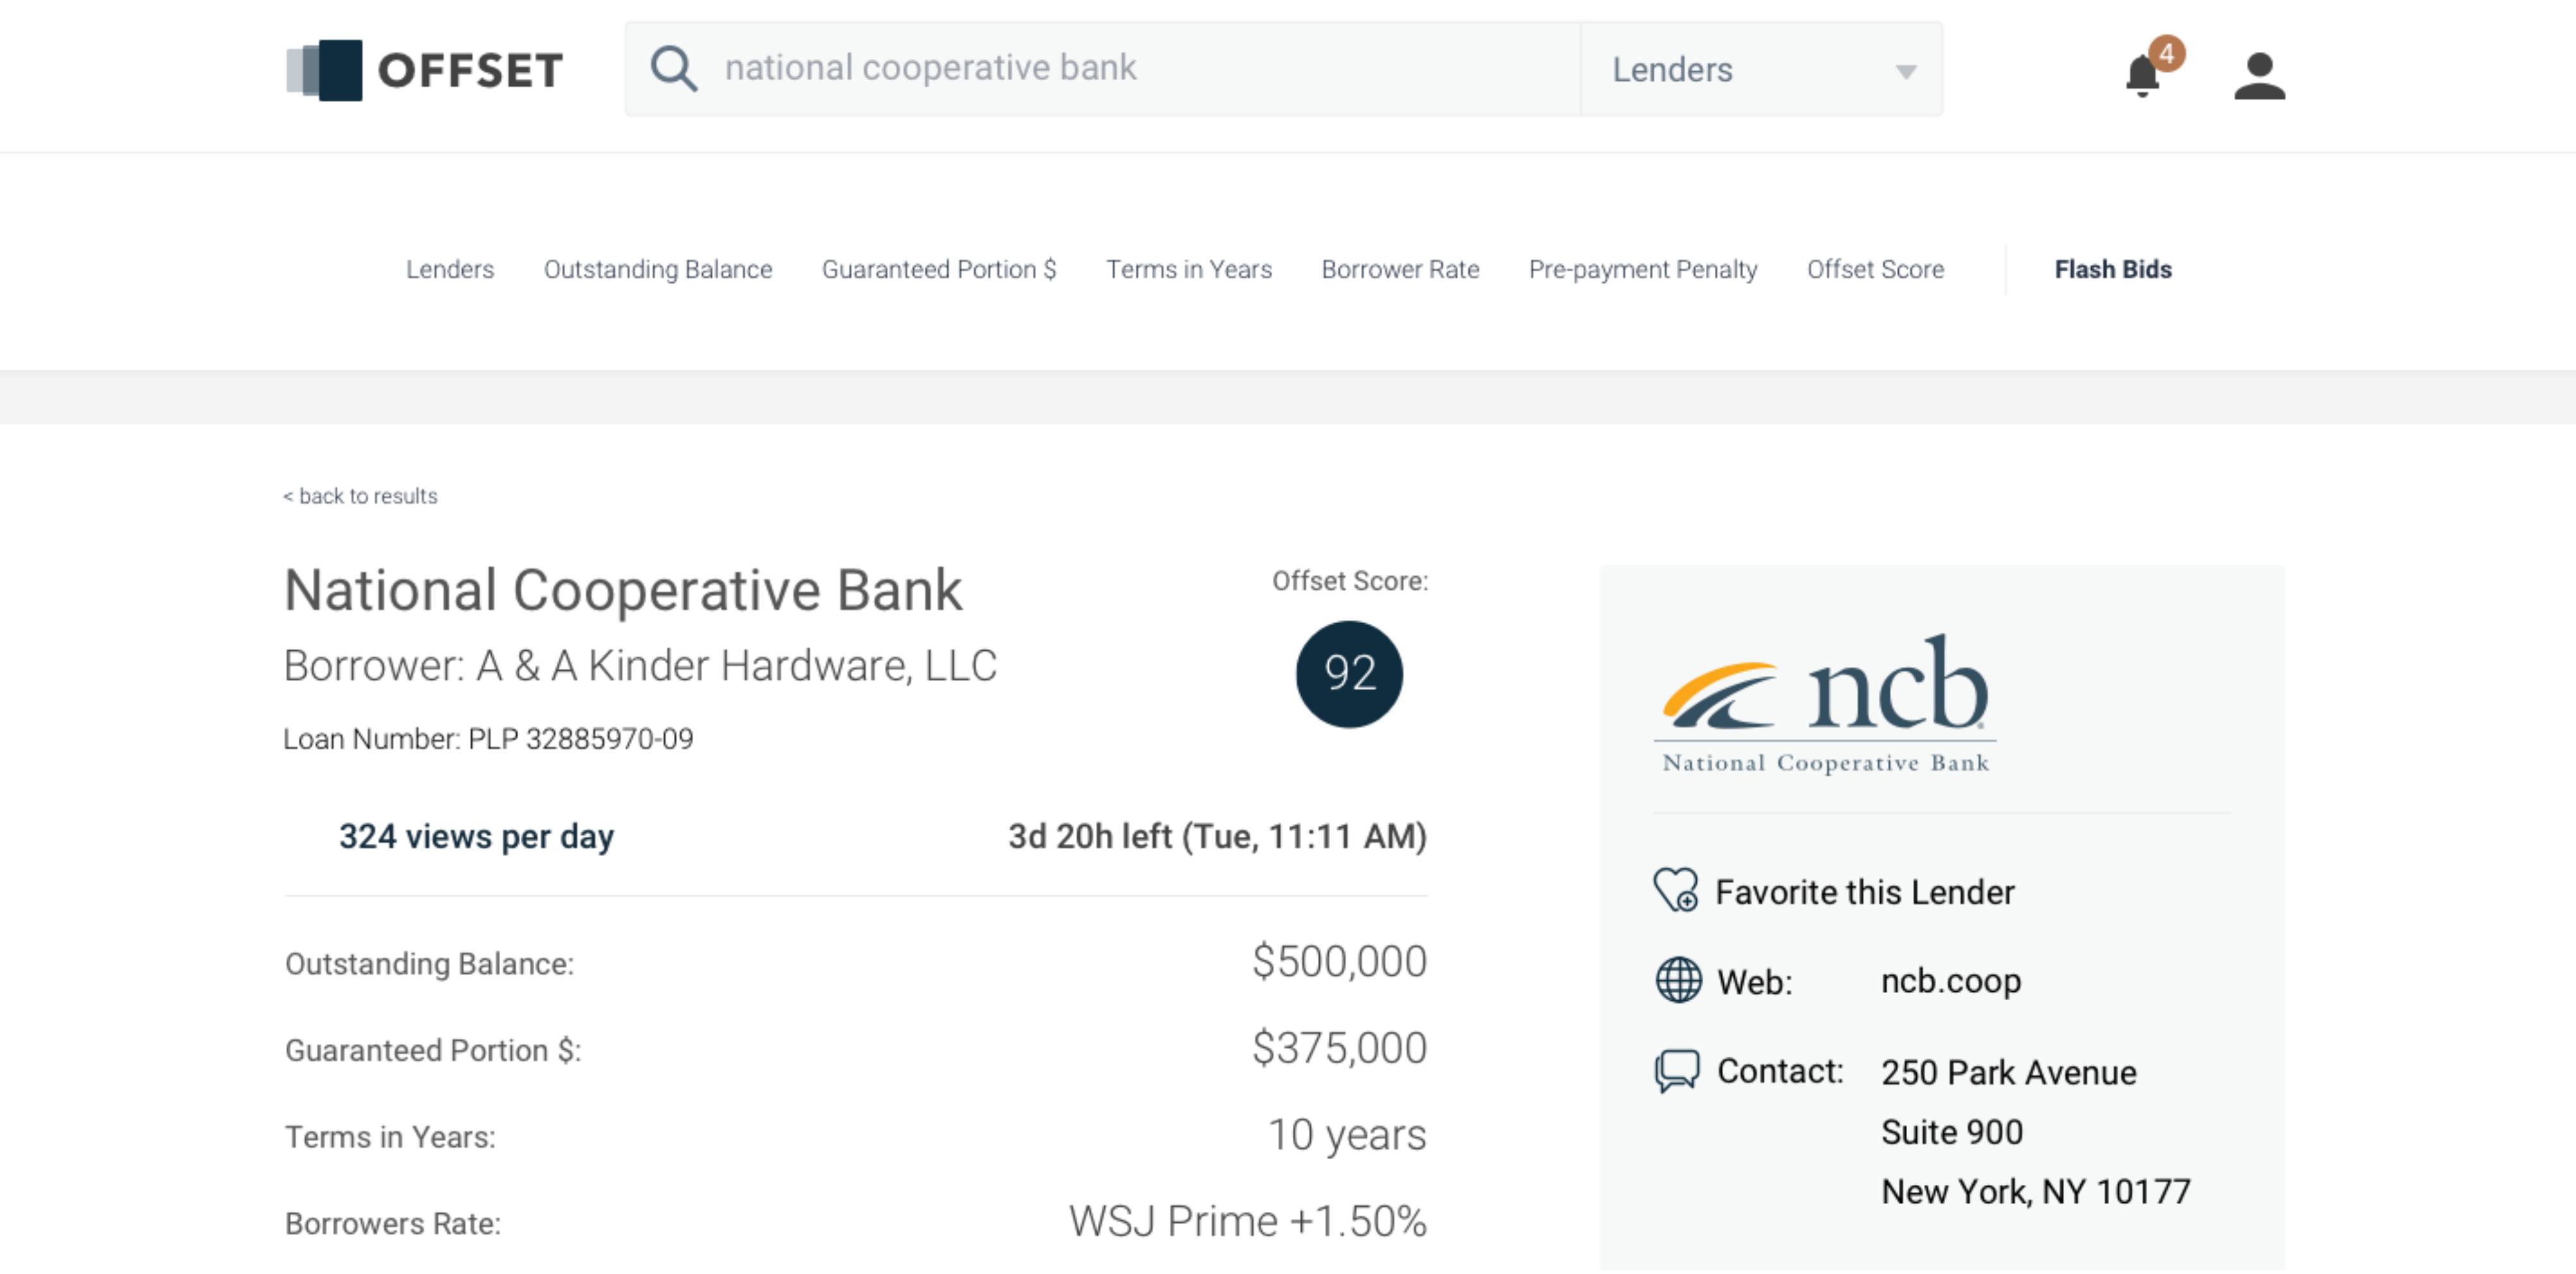 OFFSET
national cooperative bank
Lenders
4
Lenders Outstanding Balance Guaranteed Portion $ Terms in Years Borrower Rate Pre-payment Penalty Offset Score Flash Bids
< back to results
National Cooperative Bank
Borrower: A & A Kinder Hardware, LLC
Loan Number: PLP 32885970-09
Offset Score:
92
324 views per day
3d 20h left (Tue, 11:11 AM)
Outstanding Balance: $500,000
Guaranteed Portion $: $375,000
Terms in Years: 10 years
Borrowers Rate: WSJ Prime +1.50%
ncb
National Cooperative Bank
Favorite this Lender
Web: ncb.coop
Contact: 250 Park Avenue
Suite 900
New York, NY 10177